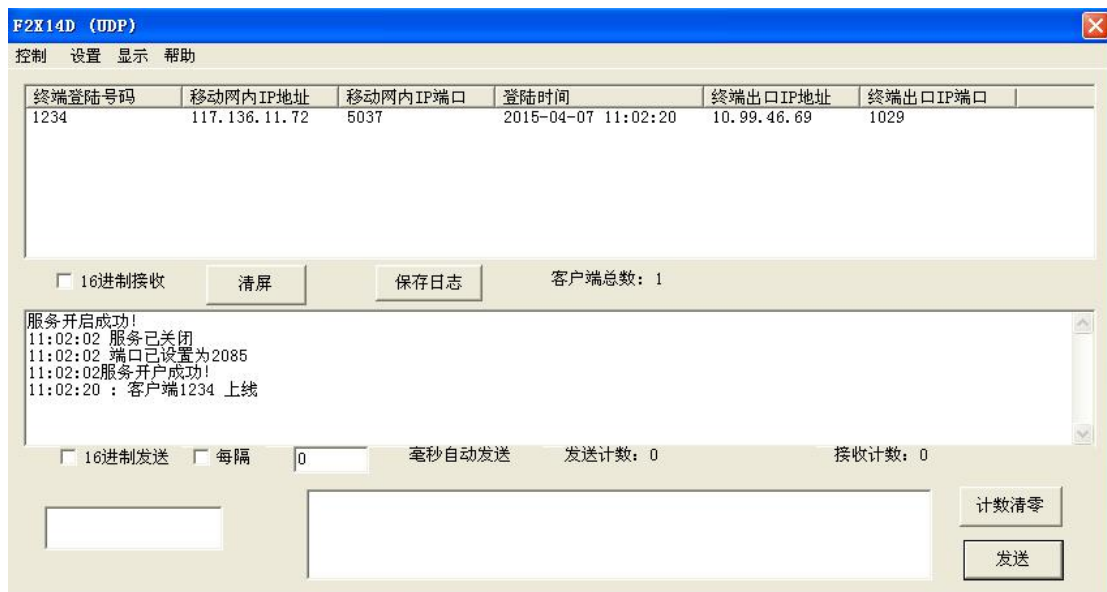 F2X14D (UDP)
控制 设置 显示 帮助
终端登陆号码 移动网内IP地址 移动网内IP端口 登陆时间 终端出口IP地址 终端出口IP端口
1234 117.136.11.72 5037 2015-04-07 11:02:20 10.99.46.69 1029
16进制接收 清屏 保存日志 客户端总数: 1
服务开启成功!
11:02:02 服务已关闭
11:02:02 端口已设置为2085
11:02:02服务开户成功!
11:02:20 : 客户端1234 上线
16进制发送 每隔 0 毫秒自动发送 发送计数: 0 接收计数: 0
计数清零
发送